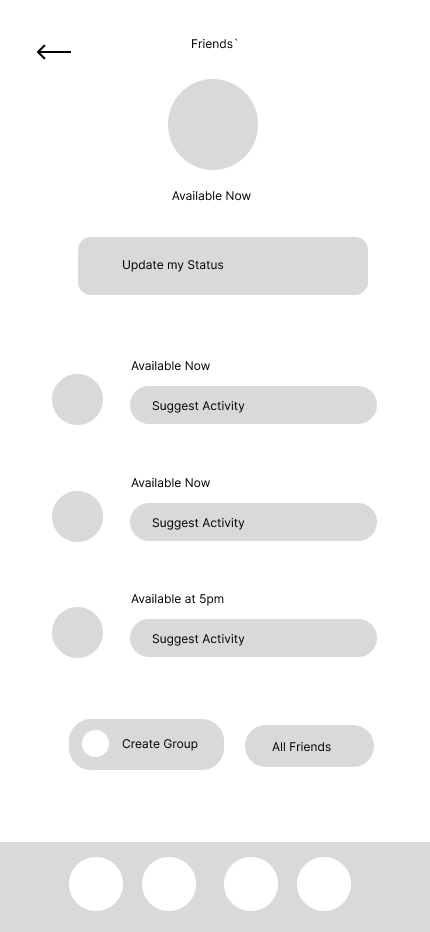 Friends`
Available Now
Update my Status
Available Now
Suggest Activity
Available Now
Suggest Activity
Available at 5pm
Suggest Activity
Create Group
All Friends